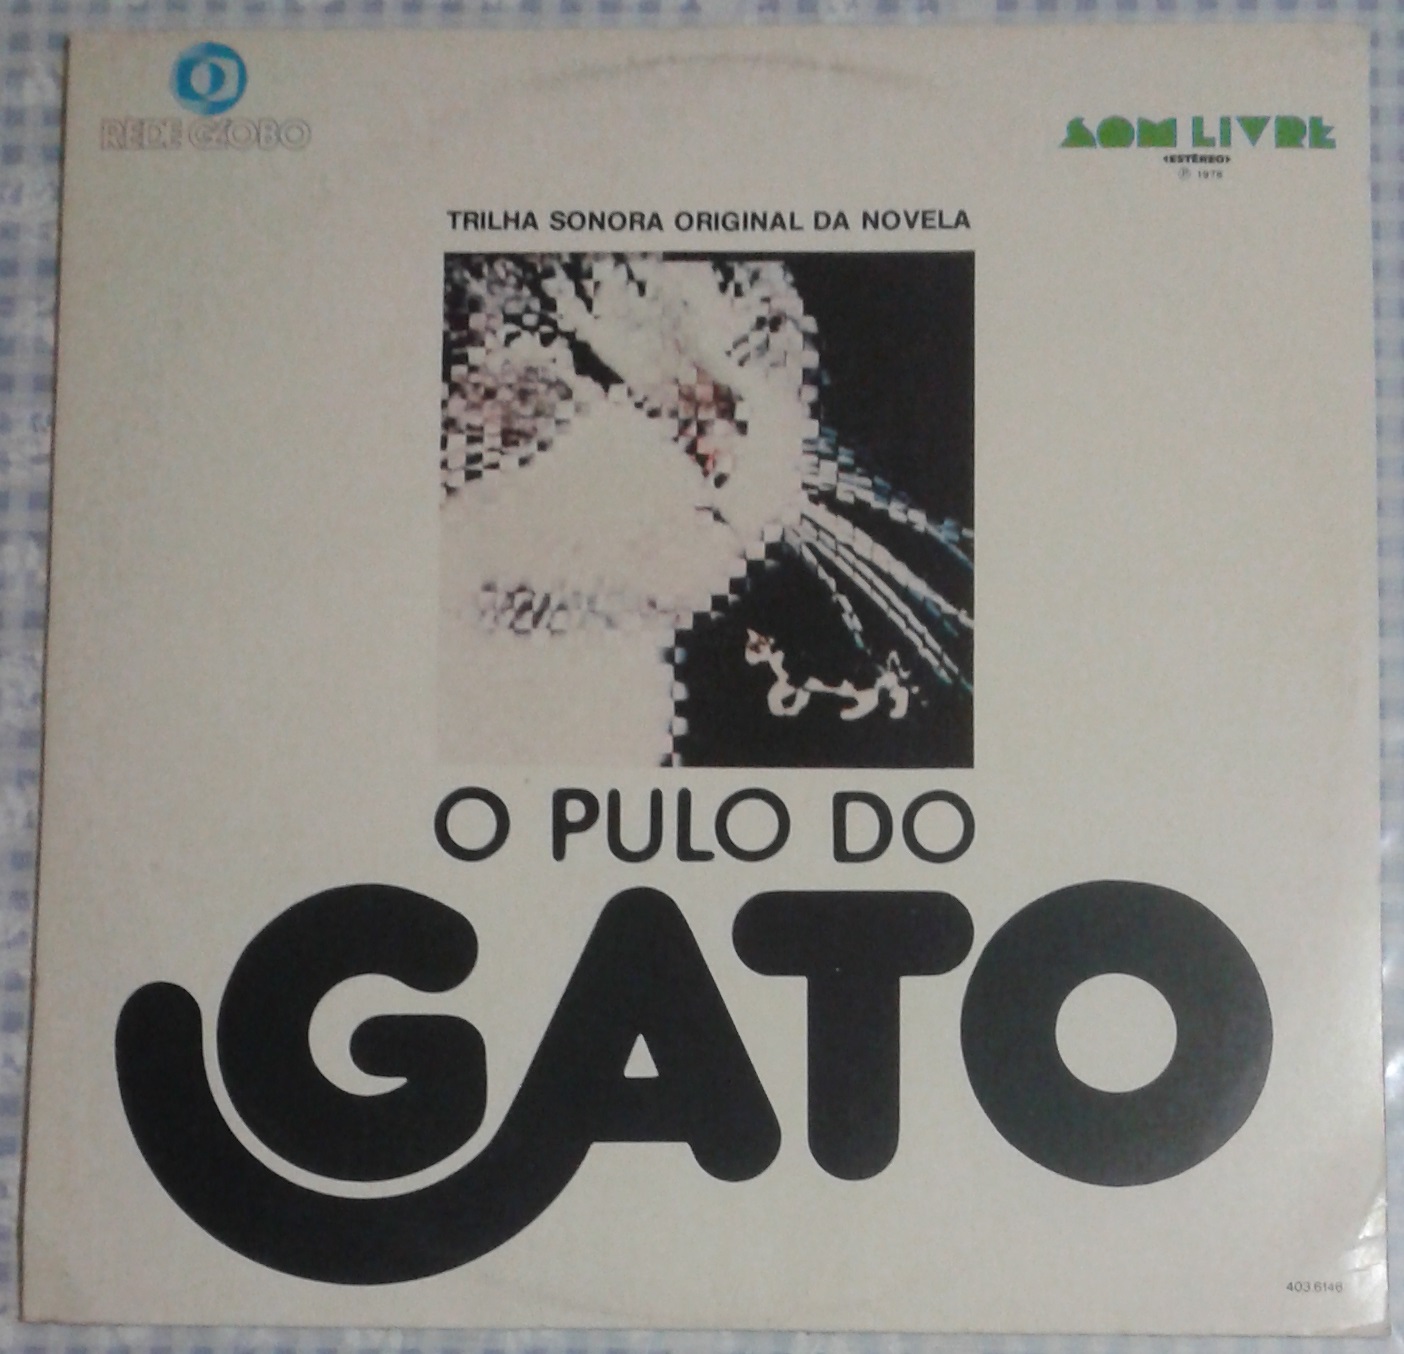 REDE GLOBO
SOM LIVRE
ESTÉREO
℗ 1978
TRILHA SONORA ORIGINAL DA NOVELA
O PULO DO
GATO
403.6146